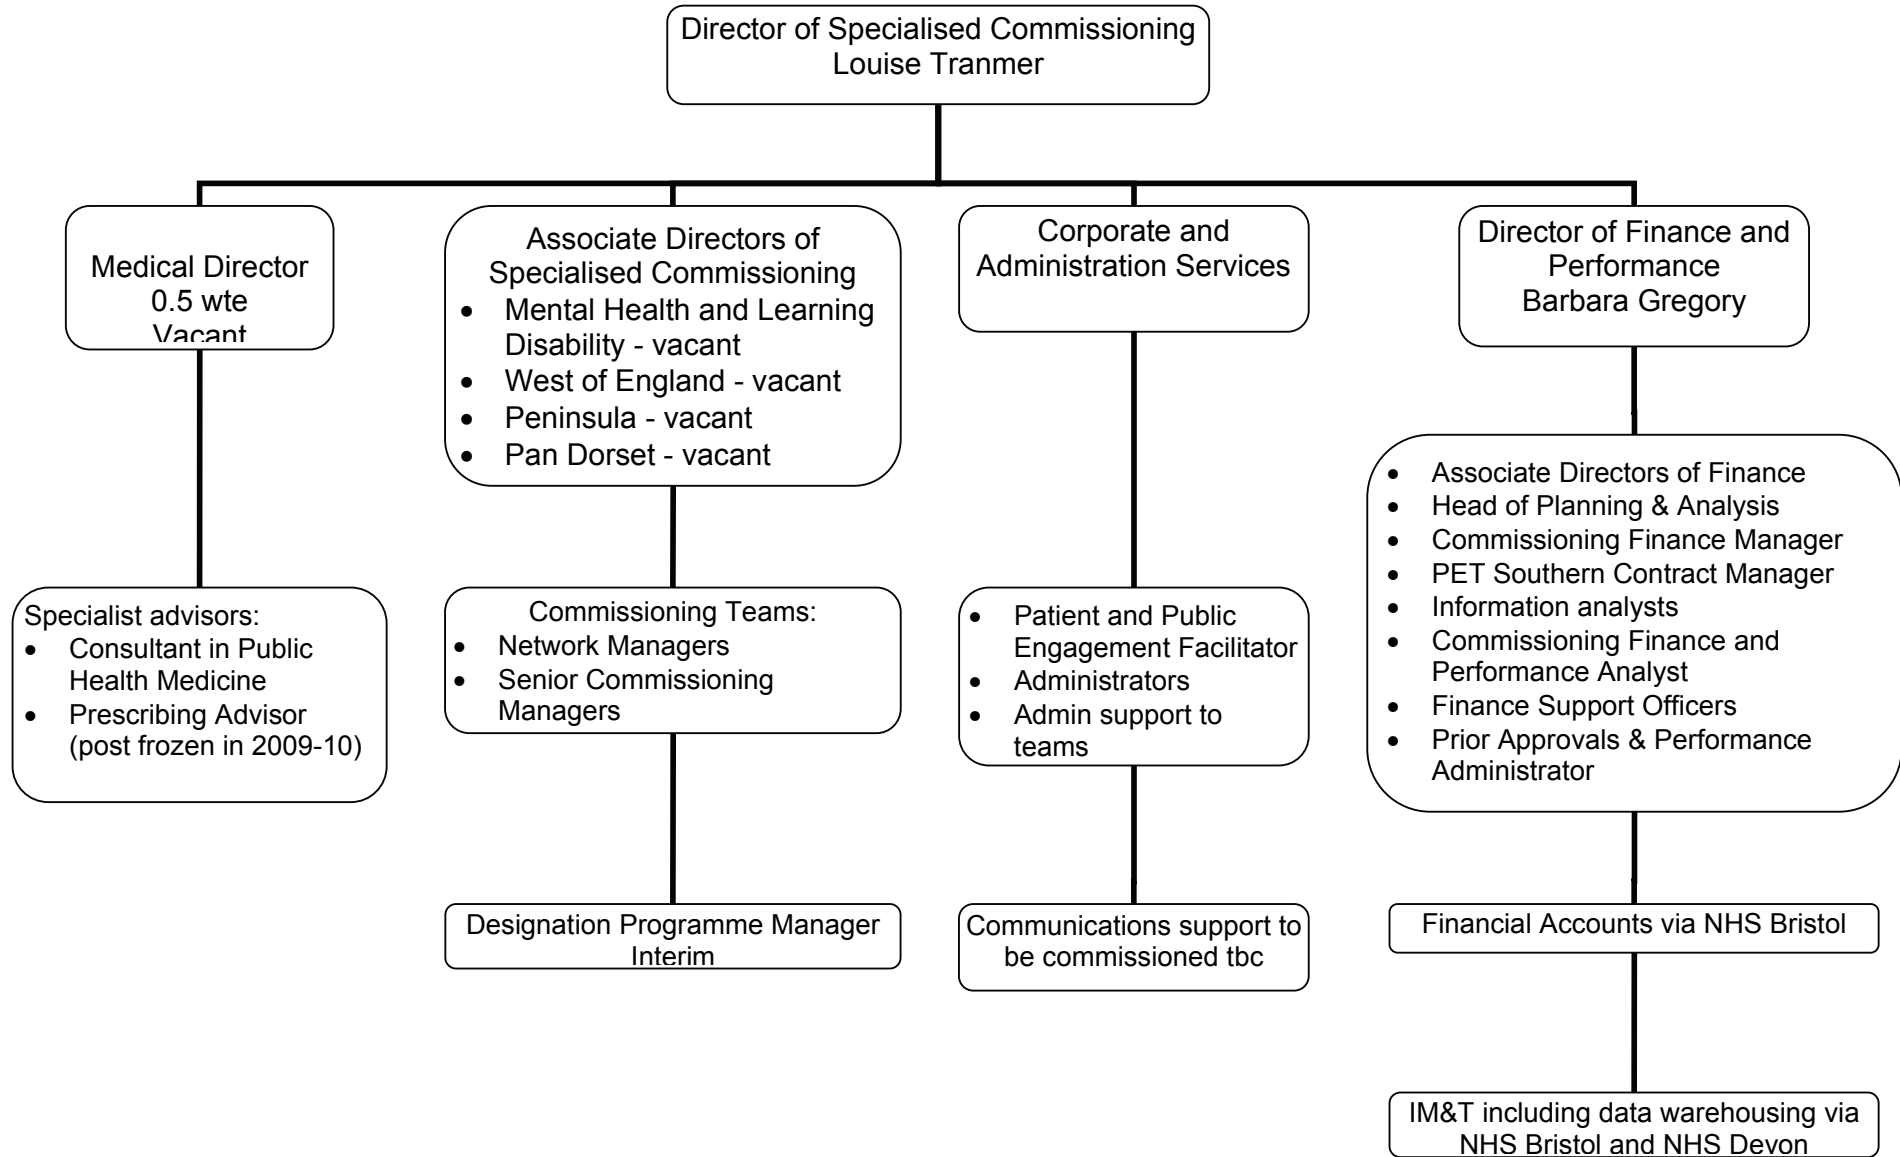 Director of Specialised Commissioning
Louise Tranmer
Medical Director
0.5 wte
Vacant
Associate Directors of
Specialised Commissioning
• Mental Health and Learning
Disability - vacant
• West of England - vacant
• Peninsula - vacant
• Pan Dorset - vacant
Corporate and
Administration Services
Director of Finance and
Performance
Barbara Gregory
Specialist advisors:
• Consultant in Public
Health Medicine
• Prescribing Advisor
(post frozen in 2009-10)
Commissioning Teams:
• Network Managers
• Senior Commissioning
Managers
• Patient and Public
Engagement Facilitator
• Administrators
• Admin support to
teams
• Associate Directors of Finance
• Head of Planning & Analysis
• Commissioning Finance Manager
• PET Southern Contract Manager
• Information analysts
• Commissioning Finance and
Performance Analyst
• Finance Support Officers
• Prior Approvals & Performance
Administrator
Designation Programme Manager
Interim
Communications support to
be commissioned tbc
Financial Accounts via NHS Bristol
IM&T including data warehousing via
NHS Bristol and NHS Devon